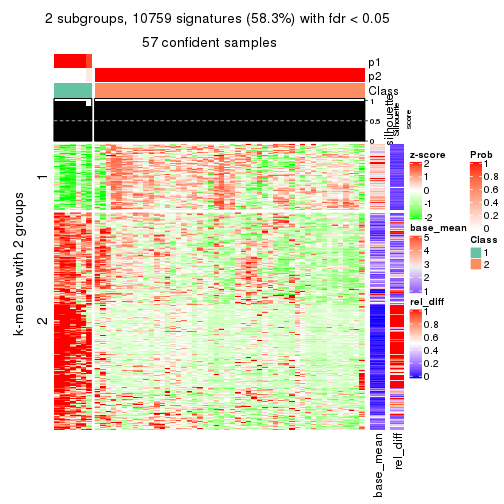 2 subgroups, 10759 signatures (58.3%) with fdr < 0.05
57 confident samples
p1
p2
Class
1
0.5
0
silhouette
Silhouette
score
k-means with 2 groups
1
2
base_mean
rel_diff
z-score
2
1
0
-1
-2
base_mean
5
4
3
2
1
rel_diff
1
0.8
0.6
0.4
0.2
0
Prob
1
0.8
0.6
0.4
0.2
0
Class
1
2